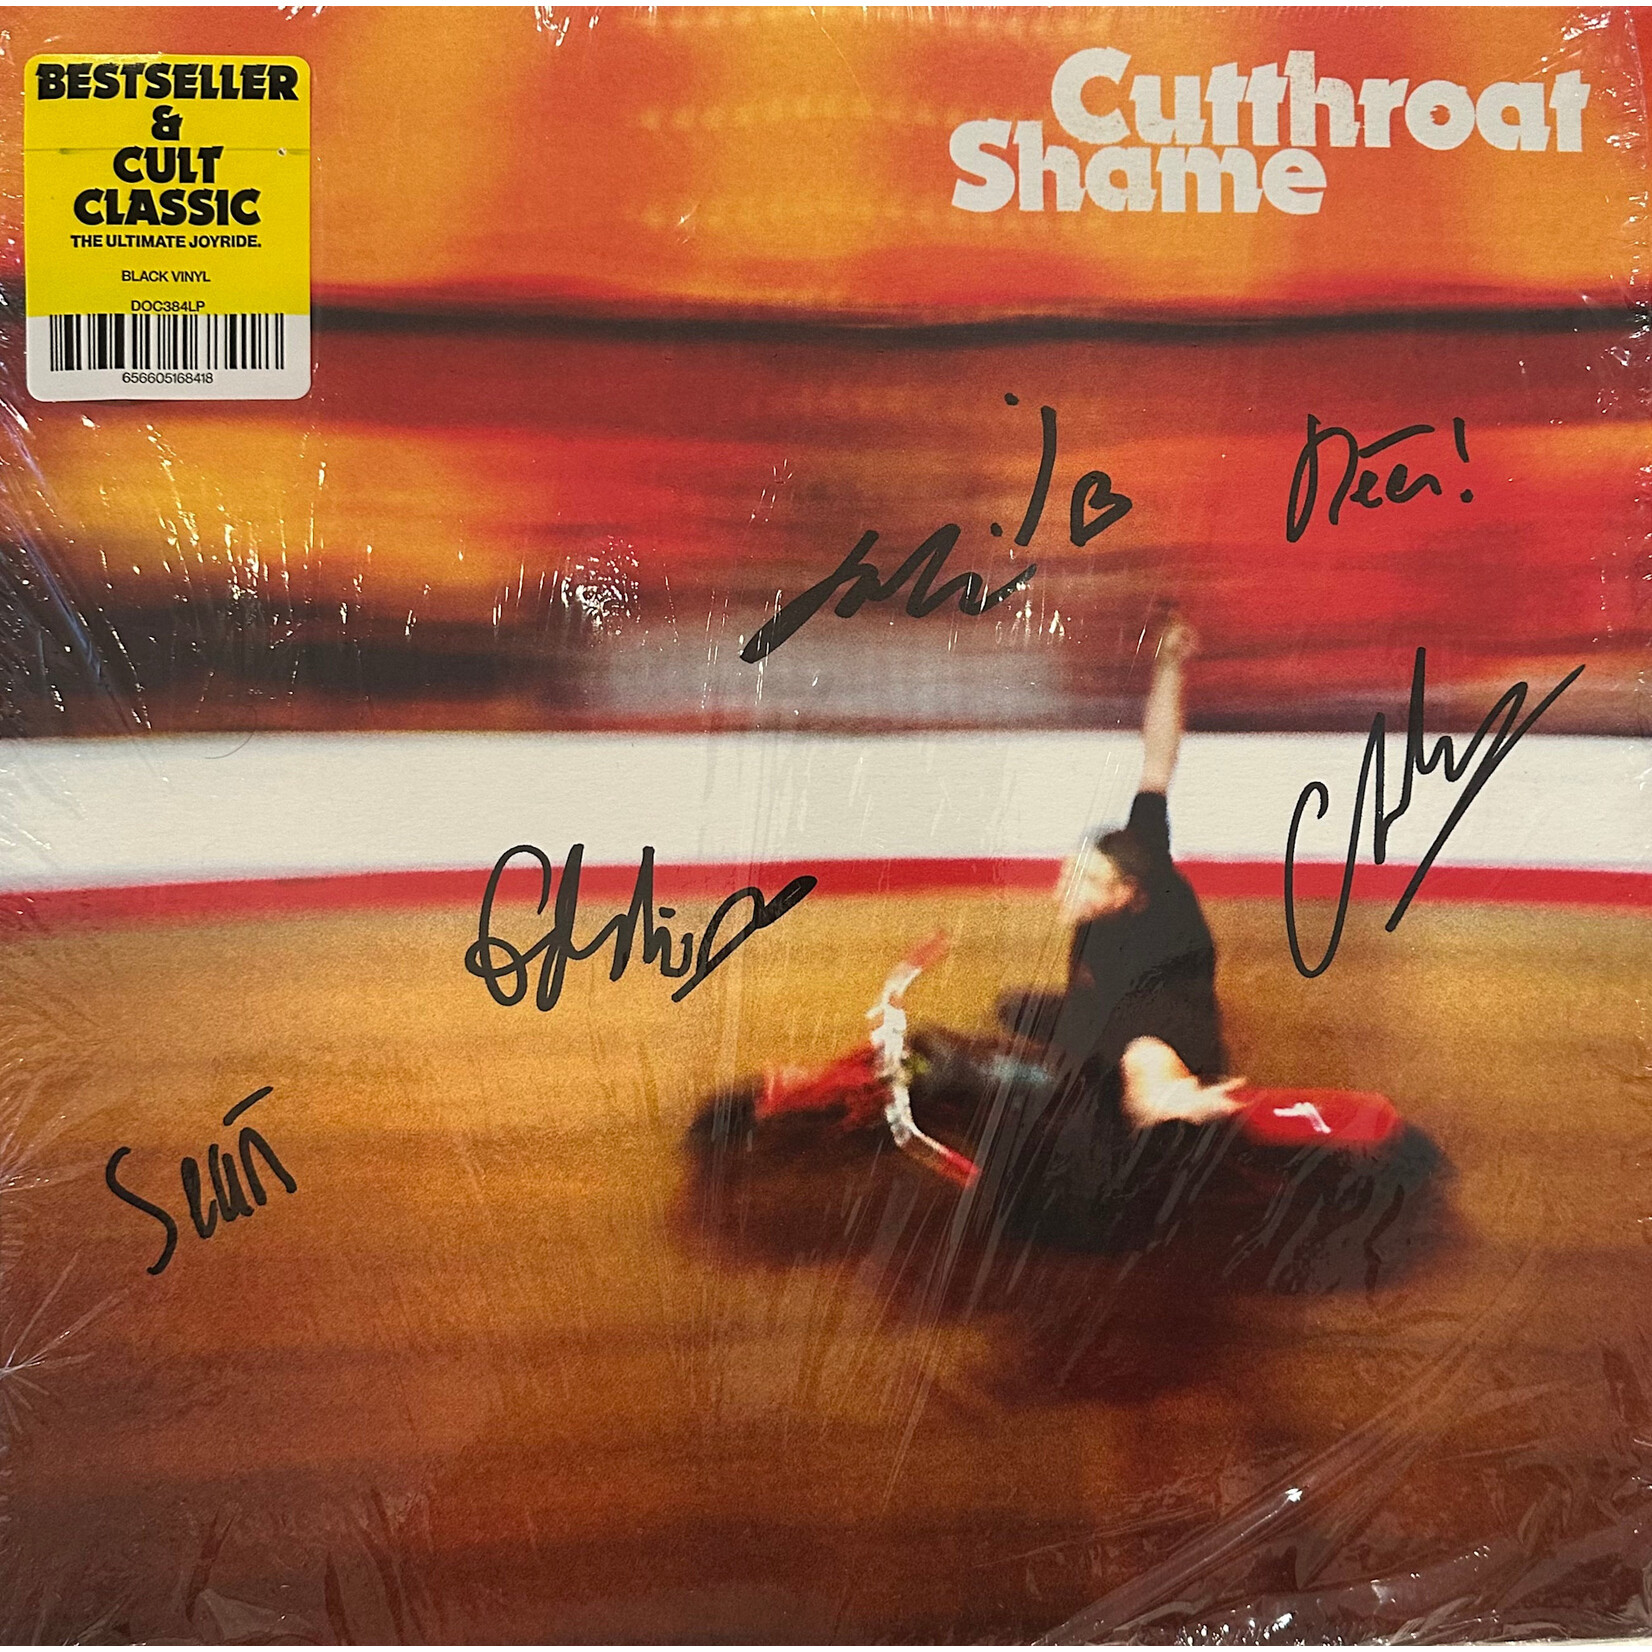 BESTSELLER
&
CULT
CLASSIC
THE ULTIMATE JOYRIDE.
BLACK VINYL
DOC384LP
656605168418
Cutthroat
Shame
Sean